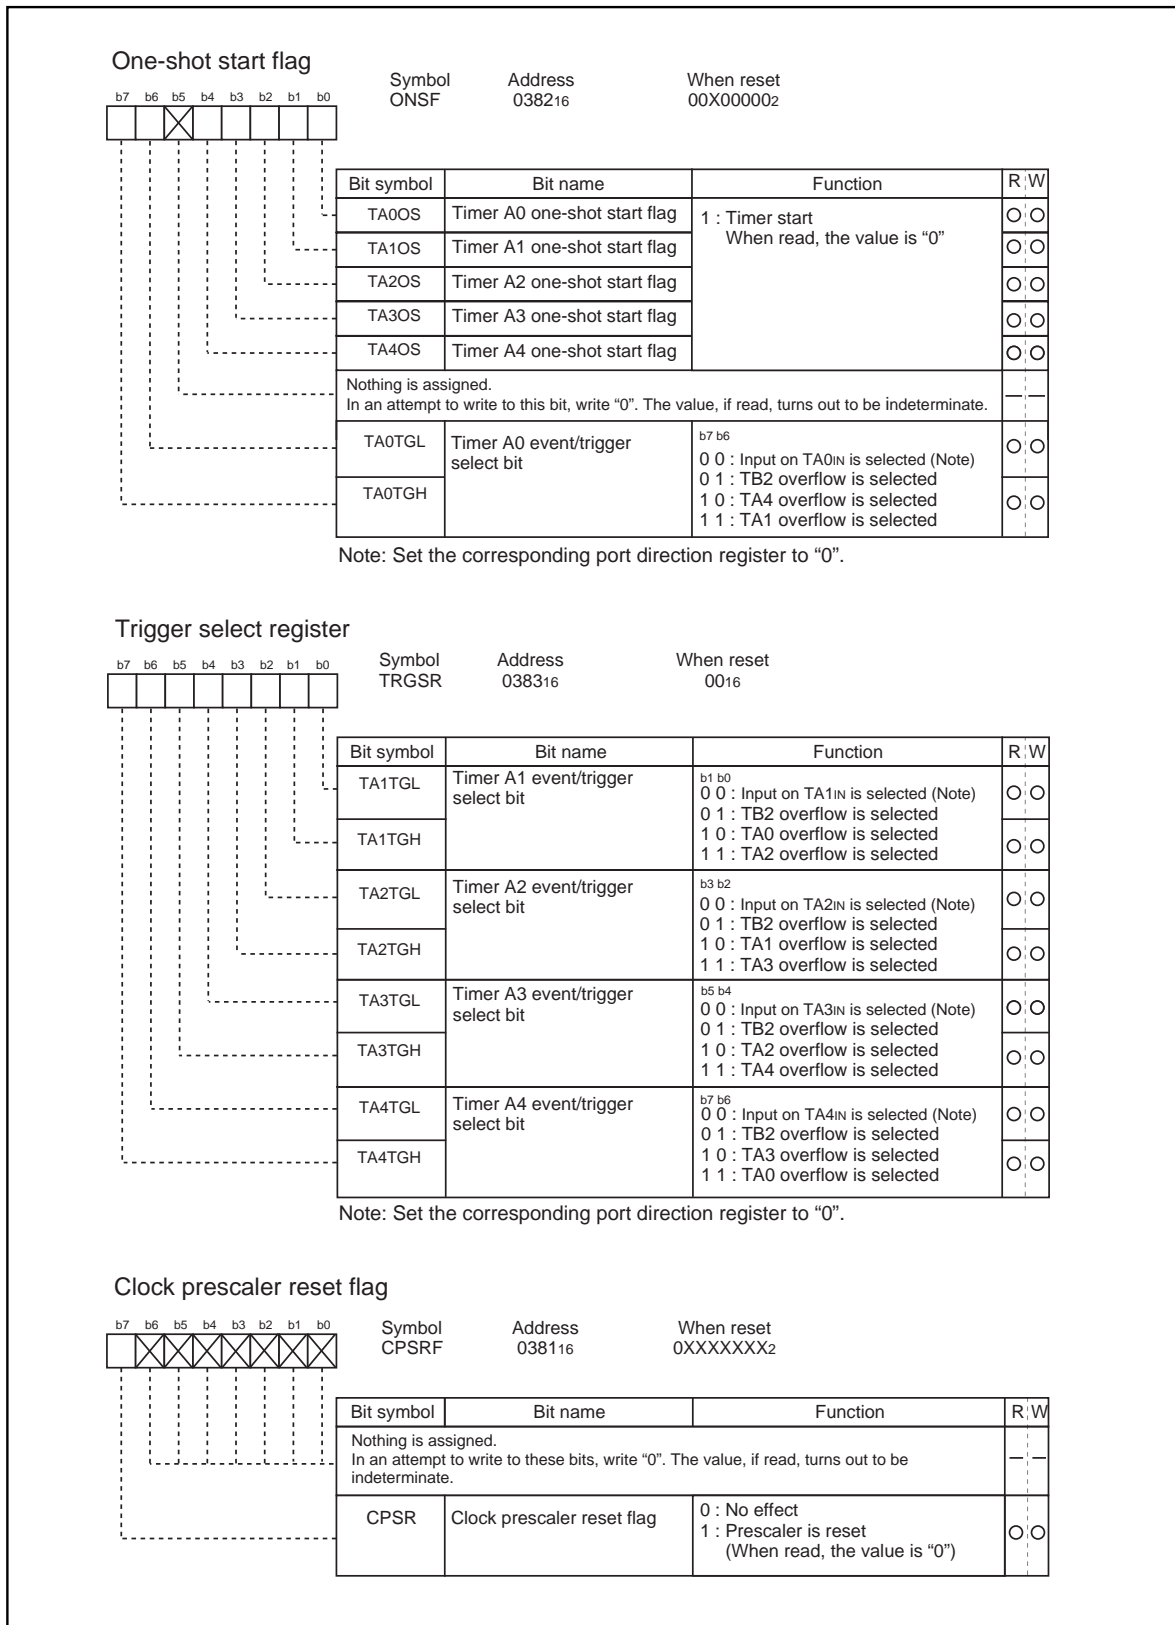 One-shot start flag
Symbol Address When reset
ONSF 038216 00X000002
b7 b6 b5 b4 b3 b2 b1 b0
Bit symbol Bit name Function R W
TA0OS Timer A0 one-shot start flag 1 : Timer start
When read, the value is “0”
TA1OS Timer A1 one-shot start flag
TA2OS Timer A2 one-shot start flag
TA3OS Timer A3 one-shot start flag
TA4OS Timer A4 one-shot start flag
Nothing is assigned.
In an attempt to write to this bit, write “0”. The value, if read, turns out to be indeterminate.
TA0TGL Timer A0 event/trigger
select bit
b7 b6
0 0 : Input on TA0IN is selected (Note)
0 1 : TB2 overflow is selected
TA0TGH 1 0 : TA4 overflow is selected
1 1 : TA1 overflow is selected
Note: Set the corresponding port direction register to “0”.
Trigger select register
Symbol Address When reset
TRGSR 038316 0016
b7 b6 b5 b4 b3 b2 b1 b0
Bit symbol Bit name Function R W
TA1TGL Timer A1 event/trigger
select bit
b1 b0
0 0 : Input on TA1IN is selected (Note)
0 1 : TB2 overflow is selected
TA1TGH 1 0 : TA0 overflow is selected
1 1 : TA2 overflow is selected
TA2TGL Timer A2 event/trigger
select bit
b3 b2
0 0 : Input on TA2IN is selected (Note)
0 1 : TB2 overflow is selected
TA2TGH 1 0 : TA1 overflow is selected
1 1 : TA3 overflow is selected
TA3TGL Timer A3 event/trigger
select bit
b5 b4
0 0 : Input on TA3IN is selected (Note)
0 1 : TB2 overflow is selected
TA3TGH 1 0 : TA2 overflow is selected
1 1 : TA4 overflow is selected
TA4TGL Timer A4 event/trigger
select bit
b7 b6
0 0 : Input on TA4IN is selected (Note)
0 1 : TB2 overflow is selected
TA4TGH 1 0 : TA3 overflow is selected
1 1 : TA0 overflow is selected
Note: Set the corresponding port direction register to “0”.
Clock prescaler reset flag
Symbol Address When reset
CPSRF 038116 0XXXXXXX2
b7 b6 b5 b4 b3 b2 b1 b0
Bit symbol Bit name Function R W
Nothing is assigned.
In an attempt to write to these bits, write “0”. The value, if read, turns out to be
indeterminate.
CPSR Clock prescaler reset flag 0 : No effect
1 : Prescaler is reset
(When read, the value is “0”)